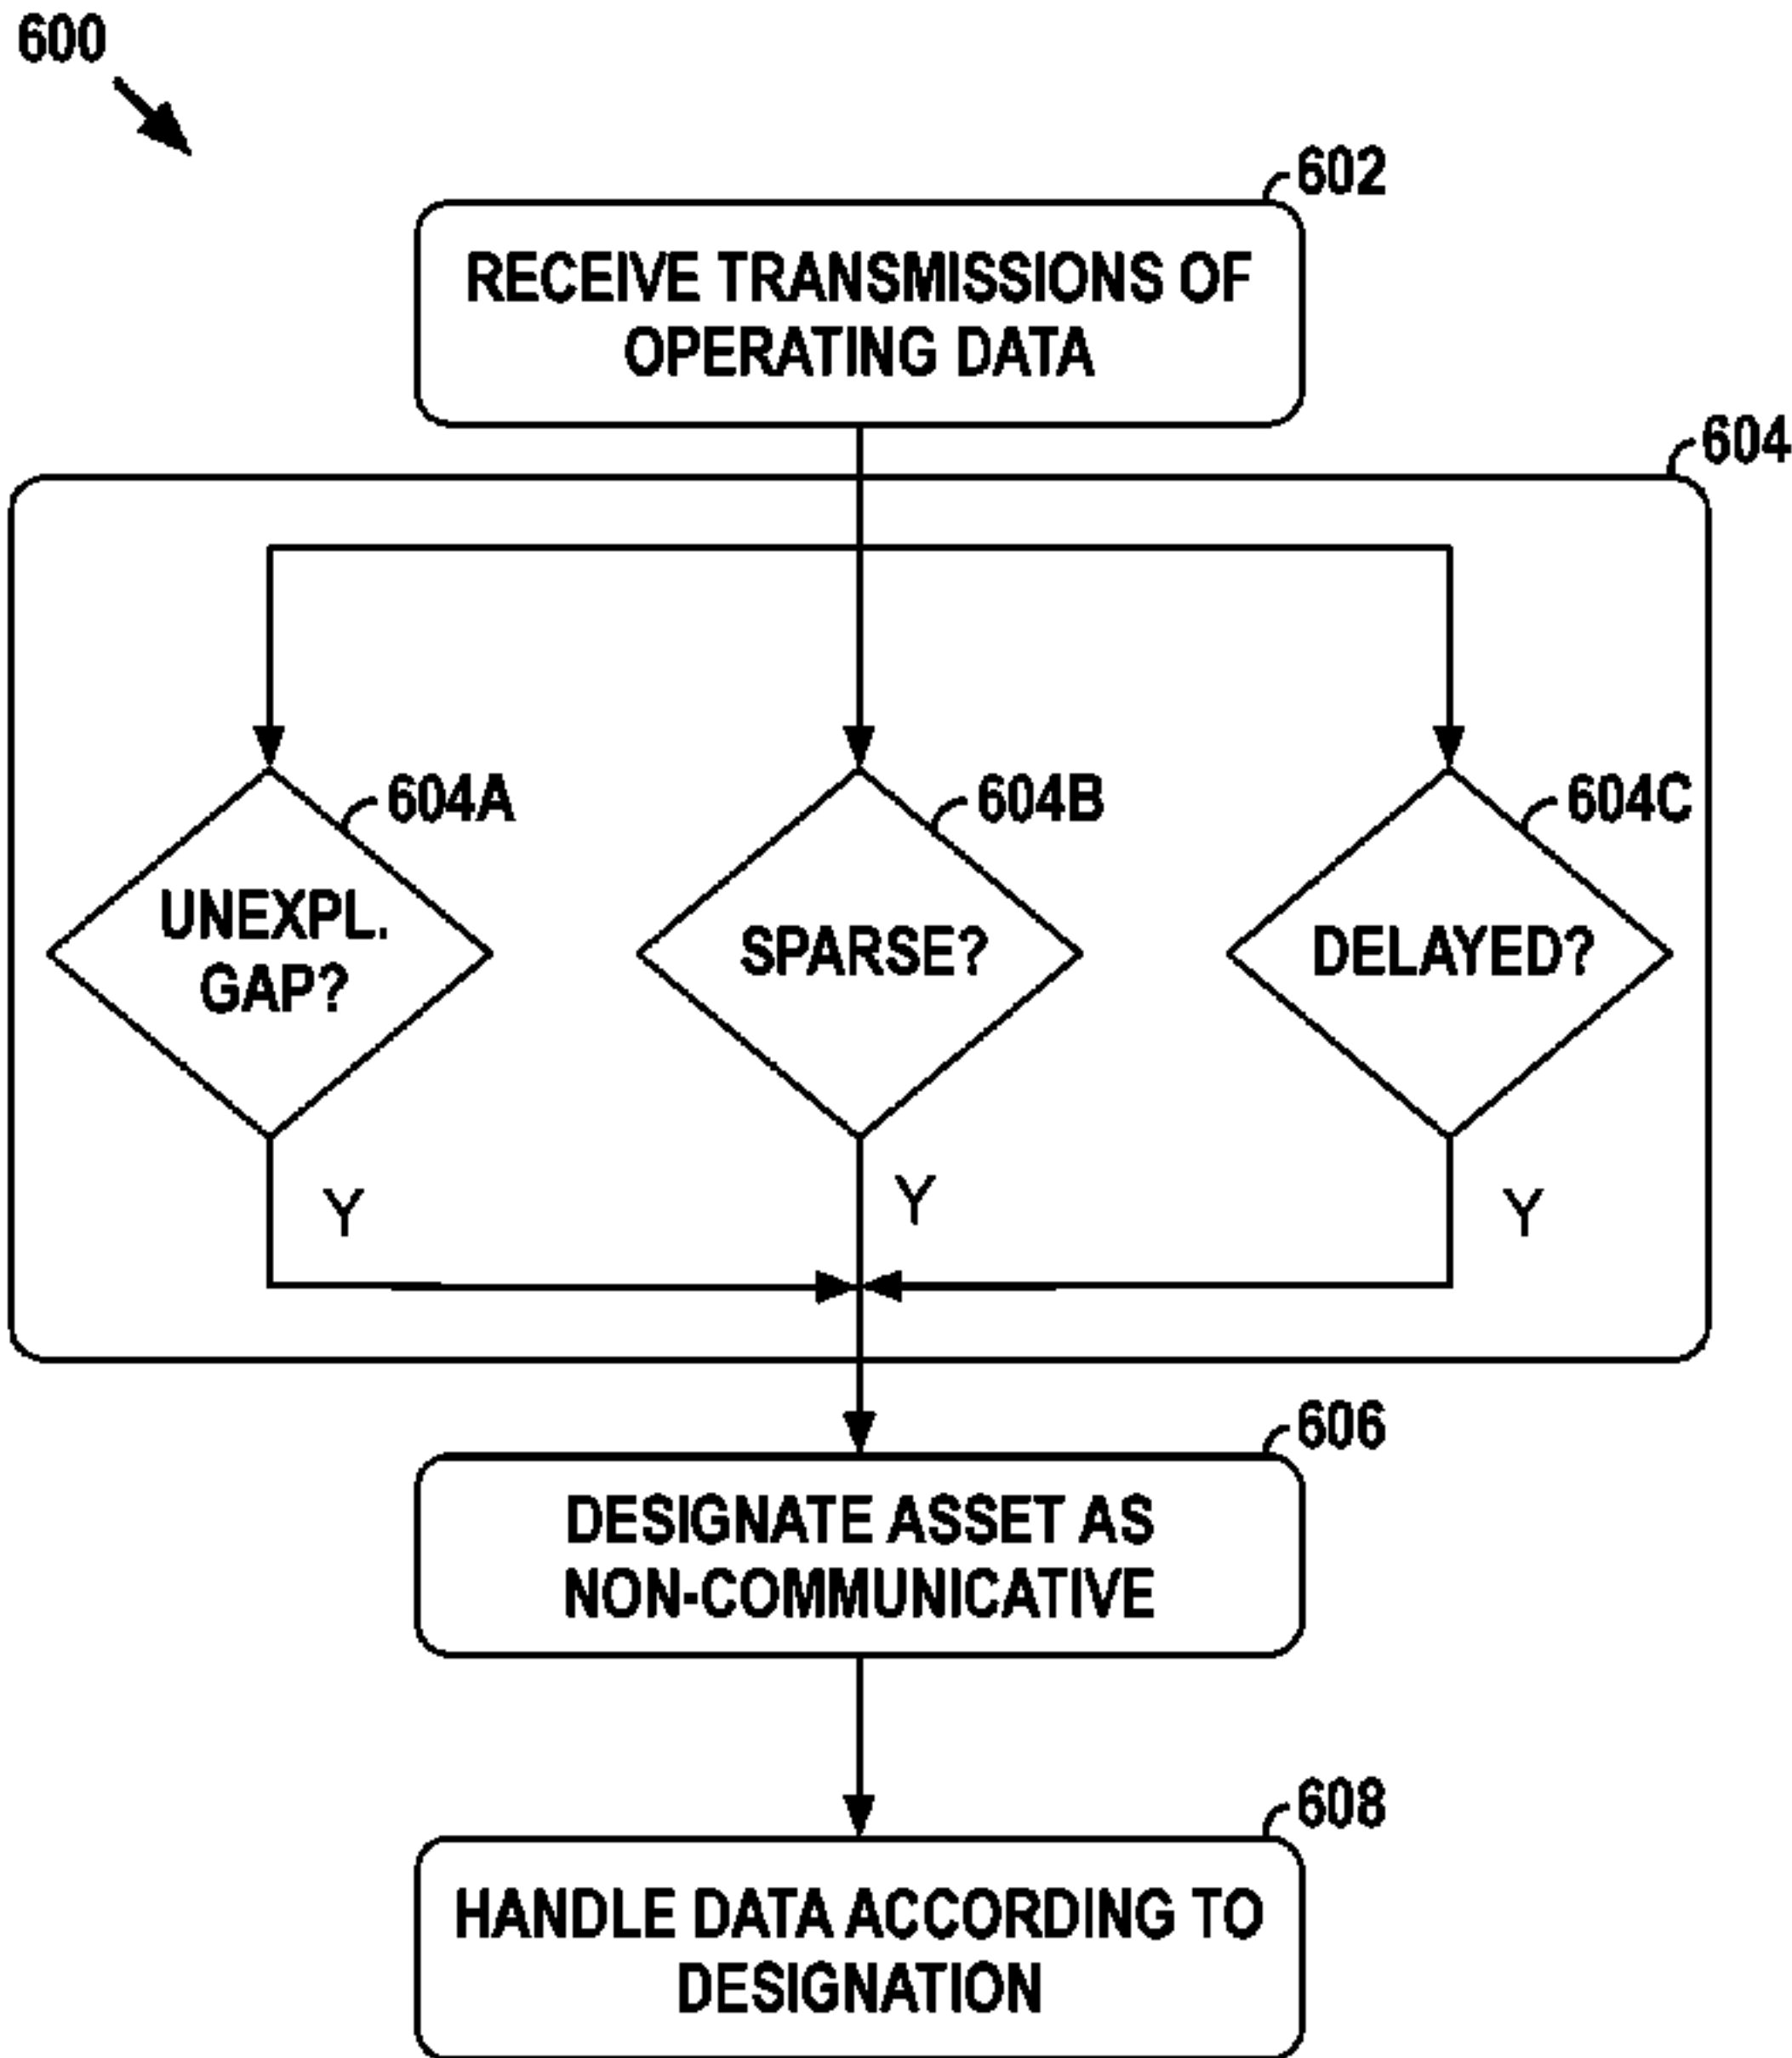 600
602
RECEIVE TRANSMISSIONS OF
OPERATING DATA
604
604A
604B
604C
UNEXPL.
GAP?
SPARSE?
DELAYED?
Y
Y
Y
606
DESIGNATE ASSET AS
NON-COMMUNICATIVE
608
HANDLE DATA ACCORDING TO
DESIGNATION